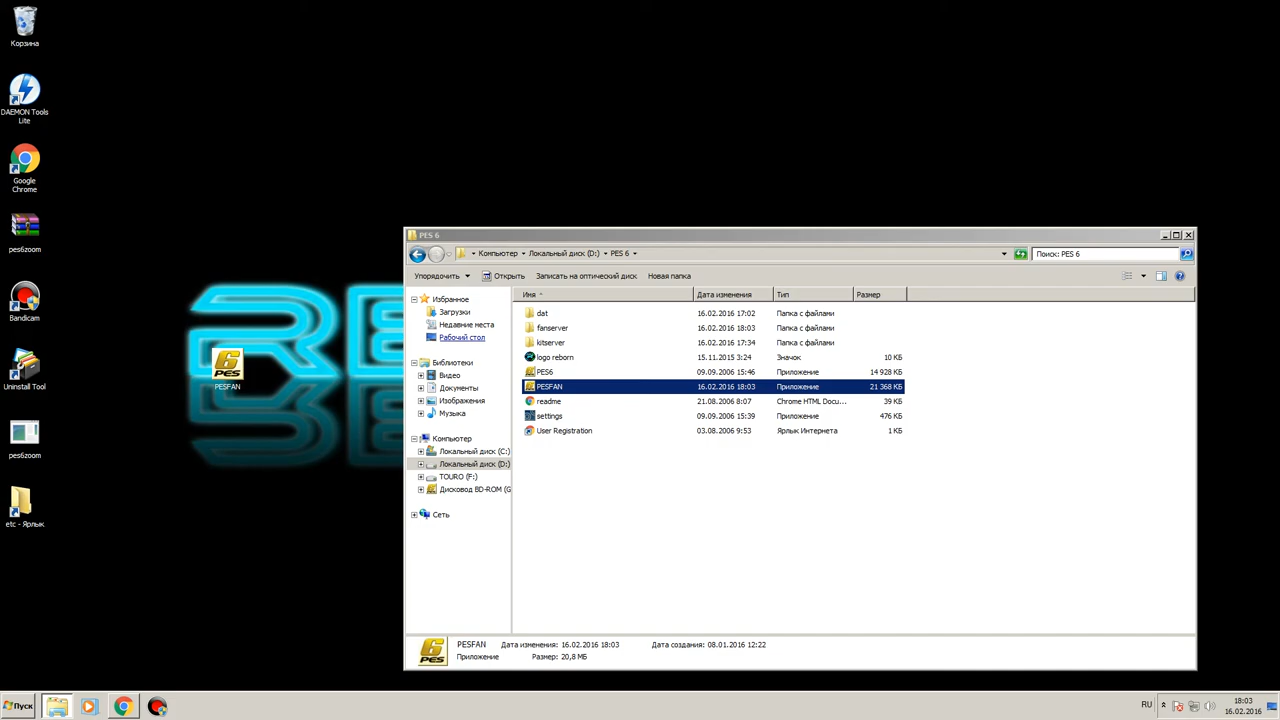 Корзина
DAEMON Tools
Lite
Google
Chrome
pes6zoom
Bandicam
Uninstall Tool
pes6zoom
etc - Ярлык
PESFAN
PES 6
Компьютер
Локальный диск (D:)
PES 6
Поиск: PES 6
Упорядочить
Открыть
Записать на оптический диск
Новая папка
Избранное
Загрузки
Недавние места
Рабочий стол
Библиотеки
Видео
Документы
Изображения
Музыка
Компьютер
Локальный диск (C:)
Локальный диск (D:)
TOURO (F:)
Дисковод BD-ROM (G
Сеть
Имя Дата изменения Тип Размер
dat 16.02.2016 17:02 Папка с файлами
fanserver 16.02.2016 18:03 Папка с файлами
kitserver 16.02.2016 17:34 Папка с файлами
logo reborn 15.11.2015 3:24 Значок 10 КБ
PES6 09.09.2006 15:46 Приложение 14 928 КБ
PESFAN 16.02.2016 18:03 Приложение 21 368 КБ
readme 21.08.2006 8:07 Chrome HTML Docu... 39 КБ
settings 09.09.2006 15:39 Приложение 476 КБ
User Registration 03.08.2006 9:53 Ярлык Интернета 1 КБ
PESFAN Дата изменения: 16.02.2016 18:03 Дата создания: 08.01.2016 12:22
Приложение Размер: 20,8 МБ
Пуск
RU
18:03
16.02.2016